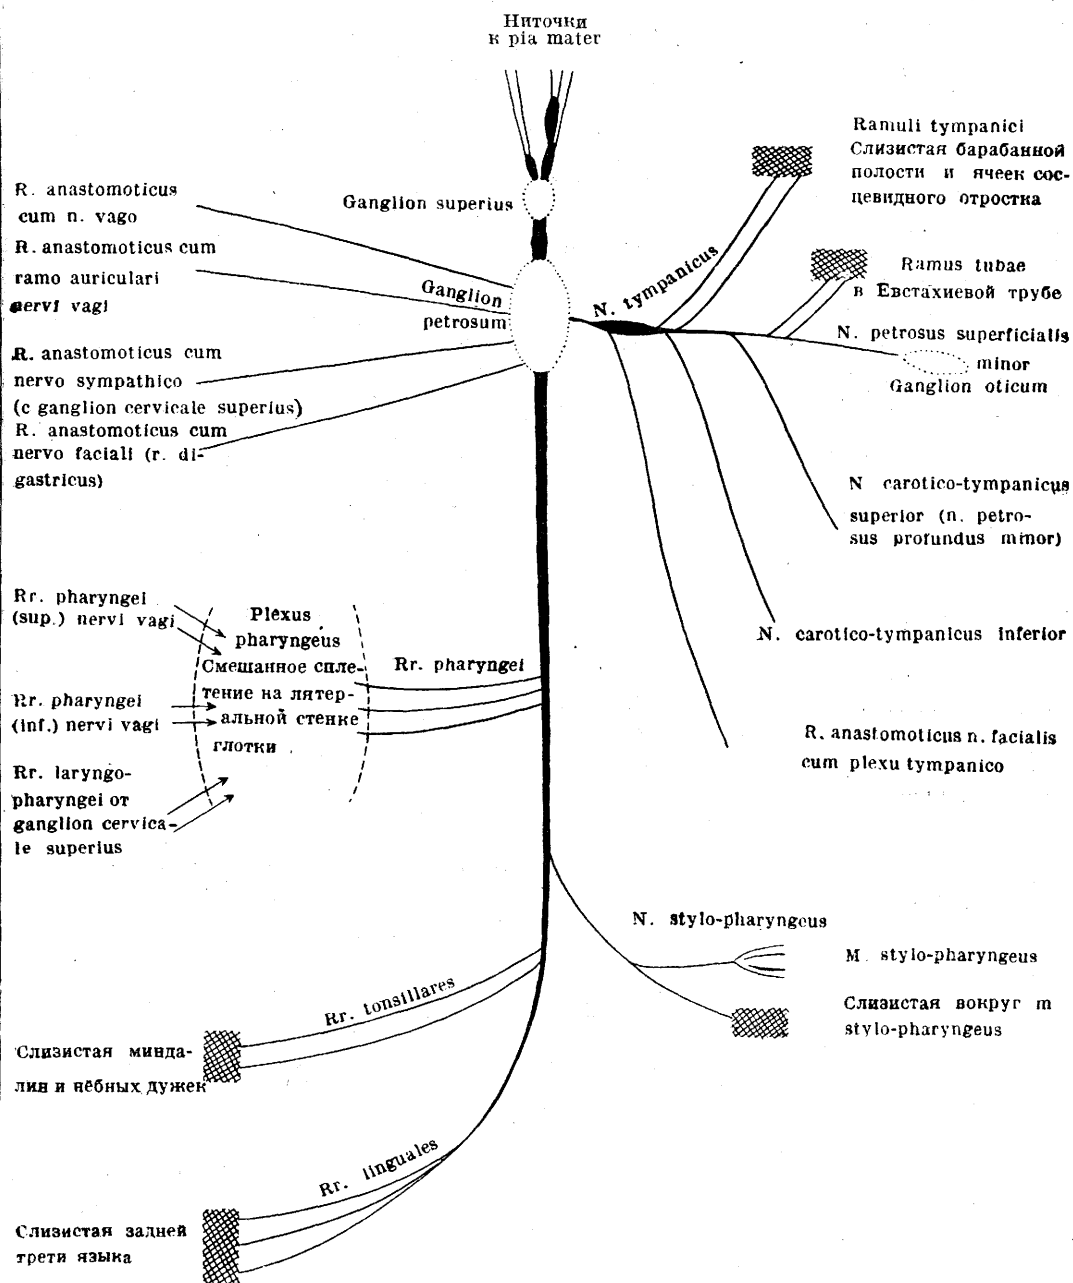 Ниточки
к pia mater
Ramuli tympanici
Слизистая барабанной
полости и ячеек сос-
цевидного отростка
R. anastomoticus
cum n. vago
Ganglion superius
R. anastomoticus cum
ramo auriculari
nervi vagi
Ganglion
petrosum
N. tympanicus
Ramus tubae
в Евстахиевой трубе
N. petrosus superficialis
minor
Ganglion oticum
R. anastomoticus cum
nervo sympathico
(с ganglion cervicale superius)
R. anastomoticus cum
nervo faciali (r. di-
gastricus)
N carotico-tympanicus
superior (n. petro-
sus profundus minor)
N. carotico-tympanicus inferior
R. anastomoticus n. facialis
cum plexu tympanico
Rr. pharyngei
(sup.) nervi vagi
Plexus
pharyngeus
Смешанное спле-
тение на лятер-
альной стенке
глотки
Rr. pharyngei
Rr. pharyngei
(inf.) nervi vagi
Rr. laryngo-
pharyngei от
ganglion cervica-
le superius
N. stylo-pharyngeus
M. stylo-pharyngeus
Слизистая вокруг m
stylo-pharyngeus
Rr. tonsillares
Слизистая минда-
лин и нёбных дужек
Rr. linguales
Слизистая задней
трети языка